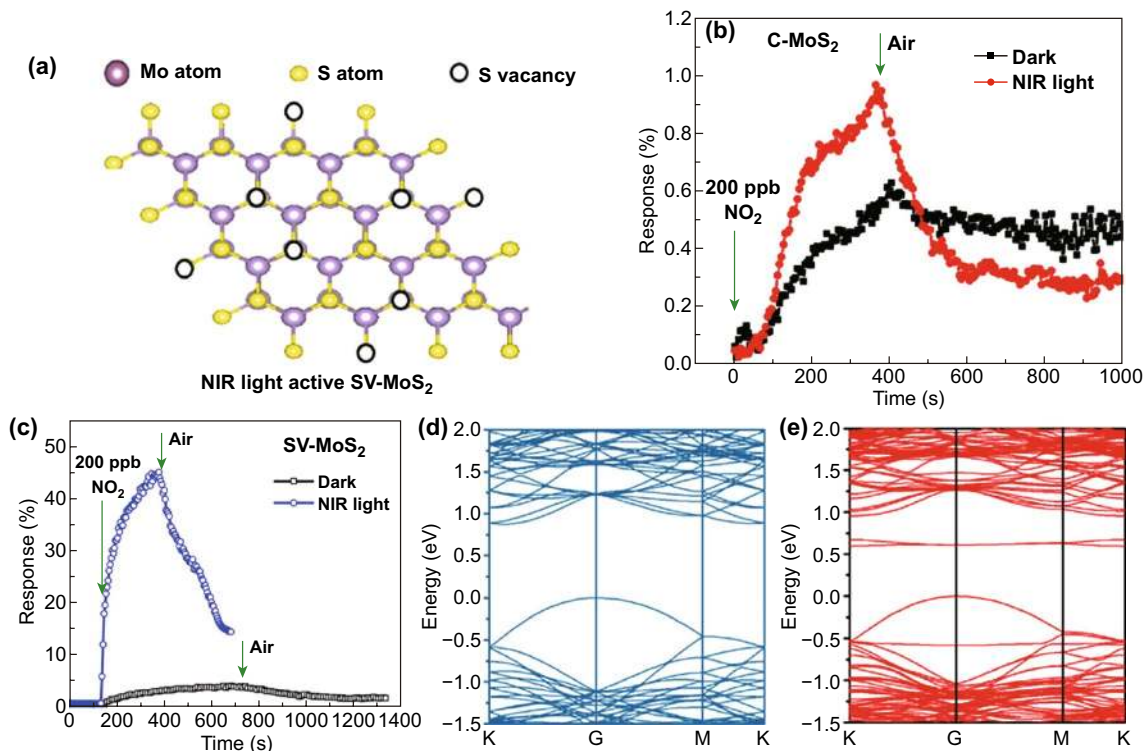 (a)
Mo atom S atom S vacancy
NIR light active SV-MoS₂
(b)
C-MoS₂
Air
Dark
NIR light
200 ppb
NO₂
Response (%)
1.2
1.0
0.8
0.6
0.4
0.2
0.0
0 200 400 600 800 1000
Time (s)
(c)
SV-MoS₂
Air
200 ppb
NO₂
Dark
NIR light
Air
Response (%)
50
45
40
35
30
25
20
15
10
5
0
0 200 400 600 800 1000 1200 1400
Time (s)
(d)
Energy (eV)
2.0
1.5
1.0
0.5
0.0
−0.5
−1.0
−1.5
K G M K
(e)
Energy (eV)
2.0
1.5
1.0
0.5
0.0
−0.5
−1.0
−1.5
K G M K